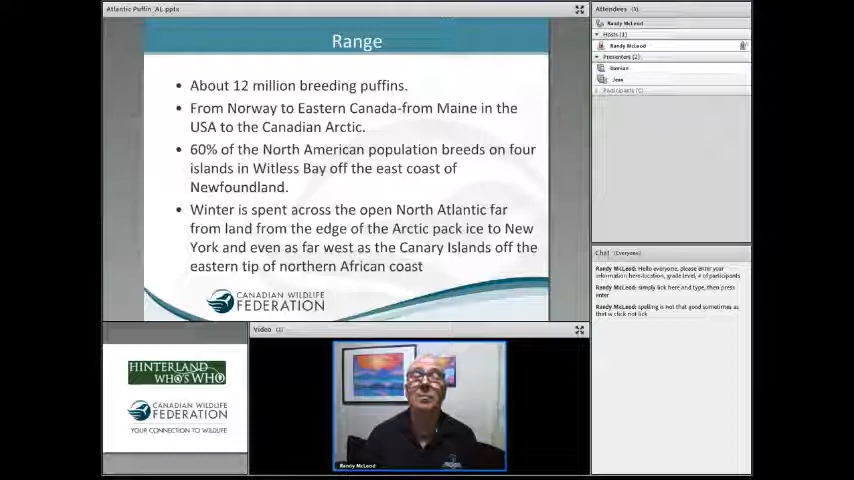 Atlantic Puffin_AL.pptx
Range
• About 12 million breeding puffins.
• From Norway to Eastern Canada-from Maine in the
USA to the Canadian Arctic.
• 60% of the North American population breeds on four
islands in Witless Bay off the east coast of
Newfoundland.
• Winter is spent across the open North Atlantic far
from land from the edge of the Arctic pack ice to New
York and even as far west as the Canary Islands off the
eastern tip of northern African coast
CANADIAN WILDLIFE
FEDERATION
HINTERLAND
WHO'S WHO
CANADIAN WILDLIFE
FEDERATION
YOUR CONNECTION TO WILDLIFE
Video
Randy McLeod
Attendees (3)
Randy McLeod
Hosts (1)
Randy McLeod
Presenters (2)
Jean
Participants (0)
Chat (Everyone)
Randy McLeod: Hello everyone, please enter your
information here-location, grade level, # of participants
Randy McLeod: simply lick here and type, then press
enter
Randy McLeod: spelling is not that good sometimes as
that is click not lick